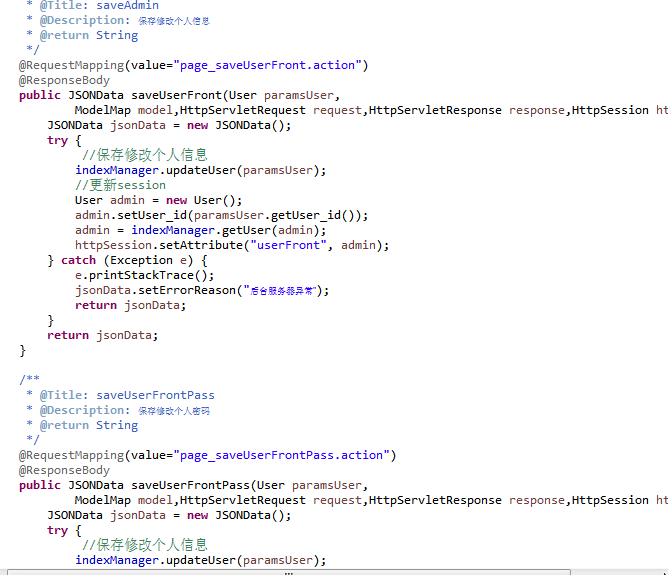 * @Title: saveAdmin
* @Description: 保存修改个人信息
* @return String
*/
@RequestMapping(value="page_saveUserFront.action")
@ResponseBody
public JSONData saveUserFront(User paramsUser,
ModelMap model,HttpServletRequest request,HttpServletResponse response,HttpSession ht
JSONData jsonData = new JSONData();
try {
//保存修改个人信息
indexManager.updateUser(paramsUser);
//更新session
User admin = new User();
admin.setUser_id(paramsUser.getUser_id());
admin = indexManager.getUser(admin);
httpSession.setAttribute("userFront", admin);
} catch (Exception e) {
e.printStackTrace();
jsonData.setErrorReason("后台服务器异常");
return jsonData;
}
return jsonData;
}
/**
* @Title: saveUserFrontPass
* @Description: 保存修改个人密码
* @return String
*/
@RequestMapping(value="page_saveUserFrontPass.action")
@ResponseBody
public JSONData saveUserFrontPass(User paramsUser,
ModelMap model,HttpServletRequest request,HttpServletResponse response,HttpSession ht
JSONData jsonData = new JSONData();
try {
//保存修改个人信息
indexManager.updateUser(paramsUser);